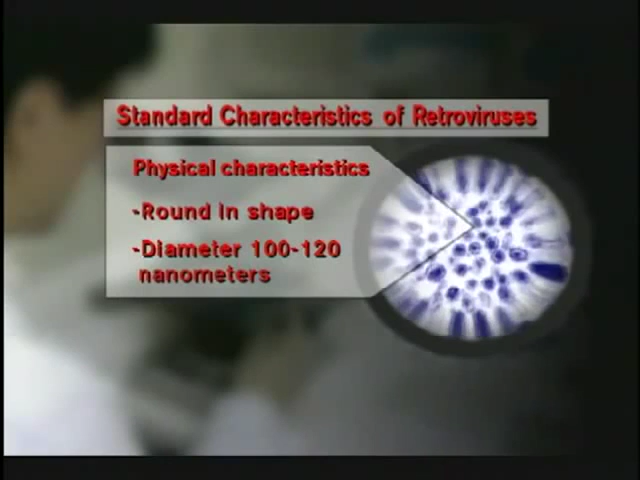 Standard Characteristics of Retroviruses
Physical characteristics
-Round in shape
-Diameter 100-120
nanometers